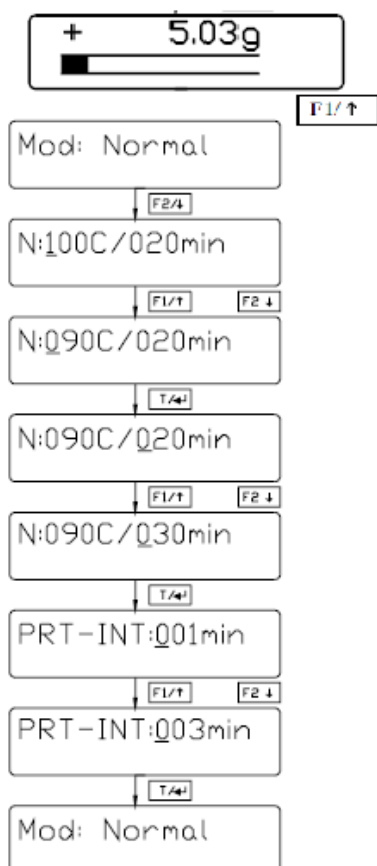 + 5.03g
F1/↑
Mod: Normal
F2/↓
N:100C/020min
F1/↑ F2 ↓
N:090C/020min
T/↵
N:090C/020min
F1/↑ F2 ↓
N:090C/030min
T/↵
PRT-INT:001min
F1/↑ F2 ↓
PRT-INT:003min
T/↵
Mod: Normal